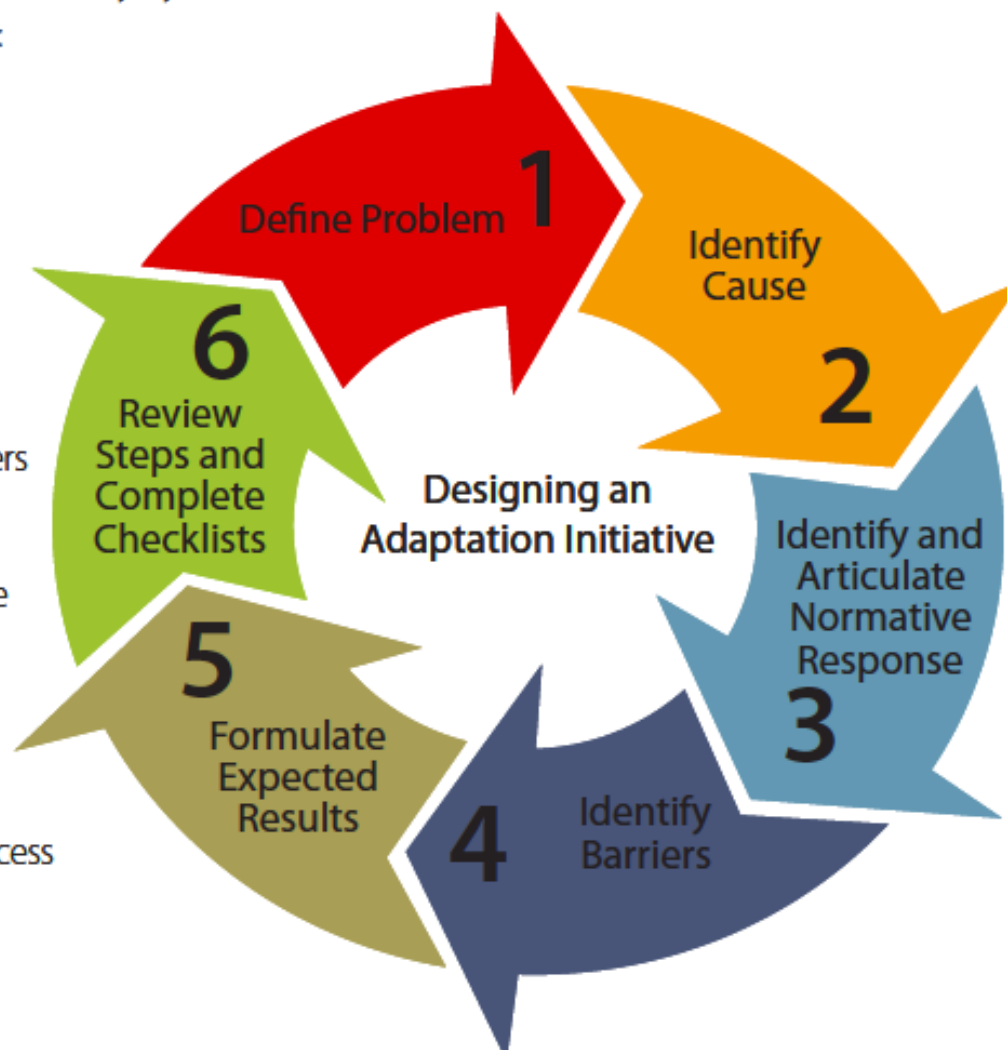 1
Define Problem
Identify
Cause
2
Identify and
Articulate
Normative
Response
3
4
Identify
Barriers
5
Formulate
Expected
Results
6
Review
Steps and
Complete
Checklists
Designing an
Adaptation Initiative